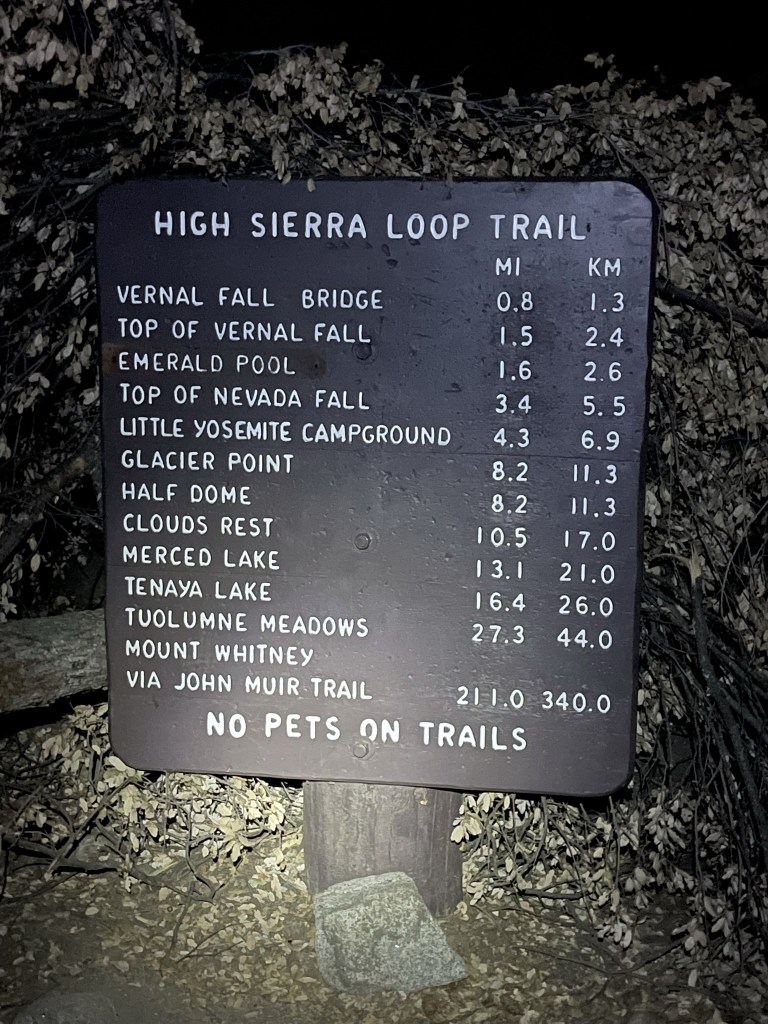 HIGH SIERRA LOOP TRAIL
MI KM
VERNAL FALL BRIDGE 0.8 1.3
TOP OF VERNAL FALL 1.5 2.4
EMERALD POOL 1.6 2.6
TOP OF NEVADA FALL 3.4 5.5
LITTLE YOSEMITE CAMPGROUND 4.3 6.9
GLACIER POINT 8.2 11.3
HALF DOME 8.2 11.3
CLOUDS REST 10.5 17.0
MERCED LAKE 13.1 21.0
TENAYA LAKE 16.4 26.0
TUOLUMNE MEADOWS 27.3 44.0
MOUNT WHITNEY
VIA JOHN MUIR TRAIL 211.0 340.0
NO PETS ON TRAILS